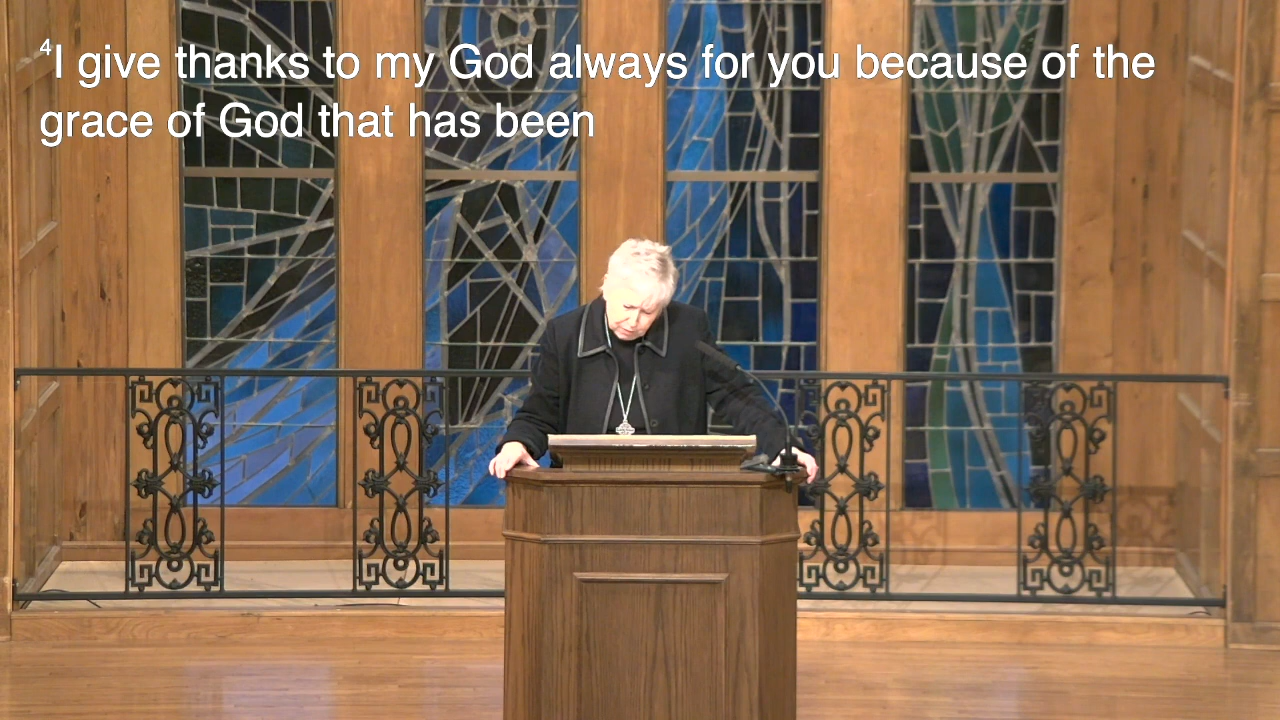 ⁴I give thanks to my God always for you because of the
grace of God that has been